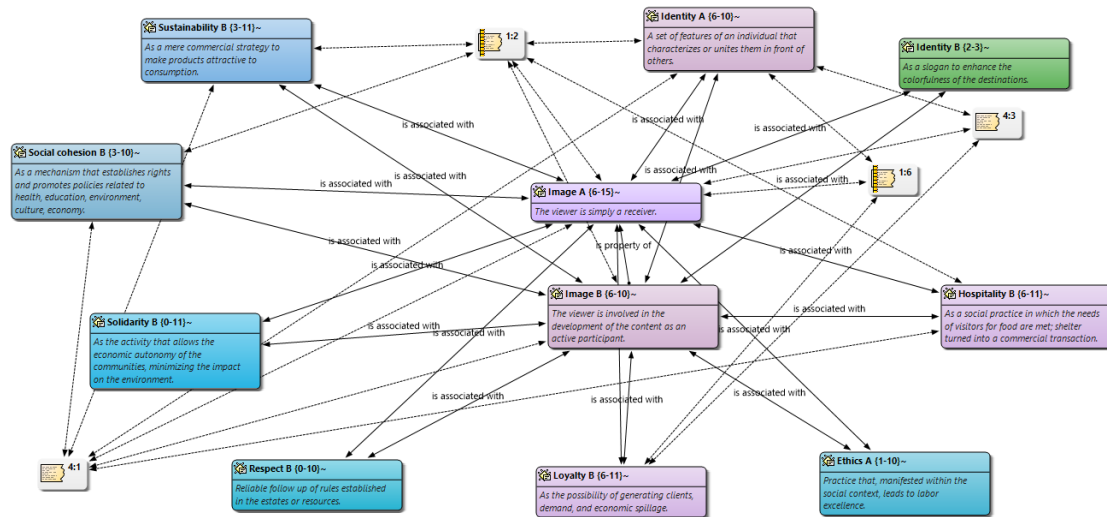 Sustainability B {3-11}~
As a mere commercial strategy to
make products attractive to
consumption.
1:2
Identity A {6-10}~
A set of features of an individual that
characterizes or unites them in front of
others.
Identity B {2-3}~
As a slogan to enhance the
colorfulness of the destinations.
4:3
is associated with
is associated with
is associated with
Social cohesion B {3-10}~
As a mechanism that establishes rights
and promotes policies related to
health, education, environment,
culture, economy.
is associated with
is associated with
is associated with
1:6
Image A {6-15}~
The viewer is simply a receiver.
is associated with
is property of
is associated with
is associated with
Image B {6-10}~
The viewer is involved in the
development of the content as an
active participant.
Hospitality B {6-11}~
As a social practice in which the needs
of visitors for food are met; shelter
turned into a commercial transaction.
is associated with
Solidarity B {0-11}~
As the activity that allows the
economic autonomy of the
communities, minimizing the impact
on the environment.
is associated with
is associated with
is associated with
is associated with
is associated with
is associated with
4:1
Respect B {0-10}~
Reliable follow up of rules established
in the estates or resources.
Loyalty B {6-11}~
As the possibility of generating clients,
demand, and economic spillage.
Ethics A {1-10}~
Practice that, manifested within the
social context, leads to labor
excellence.